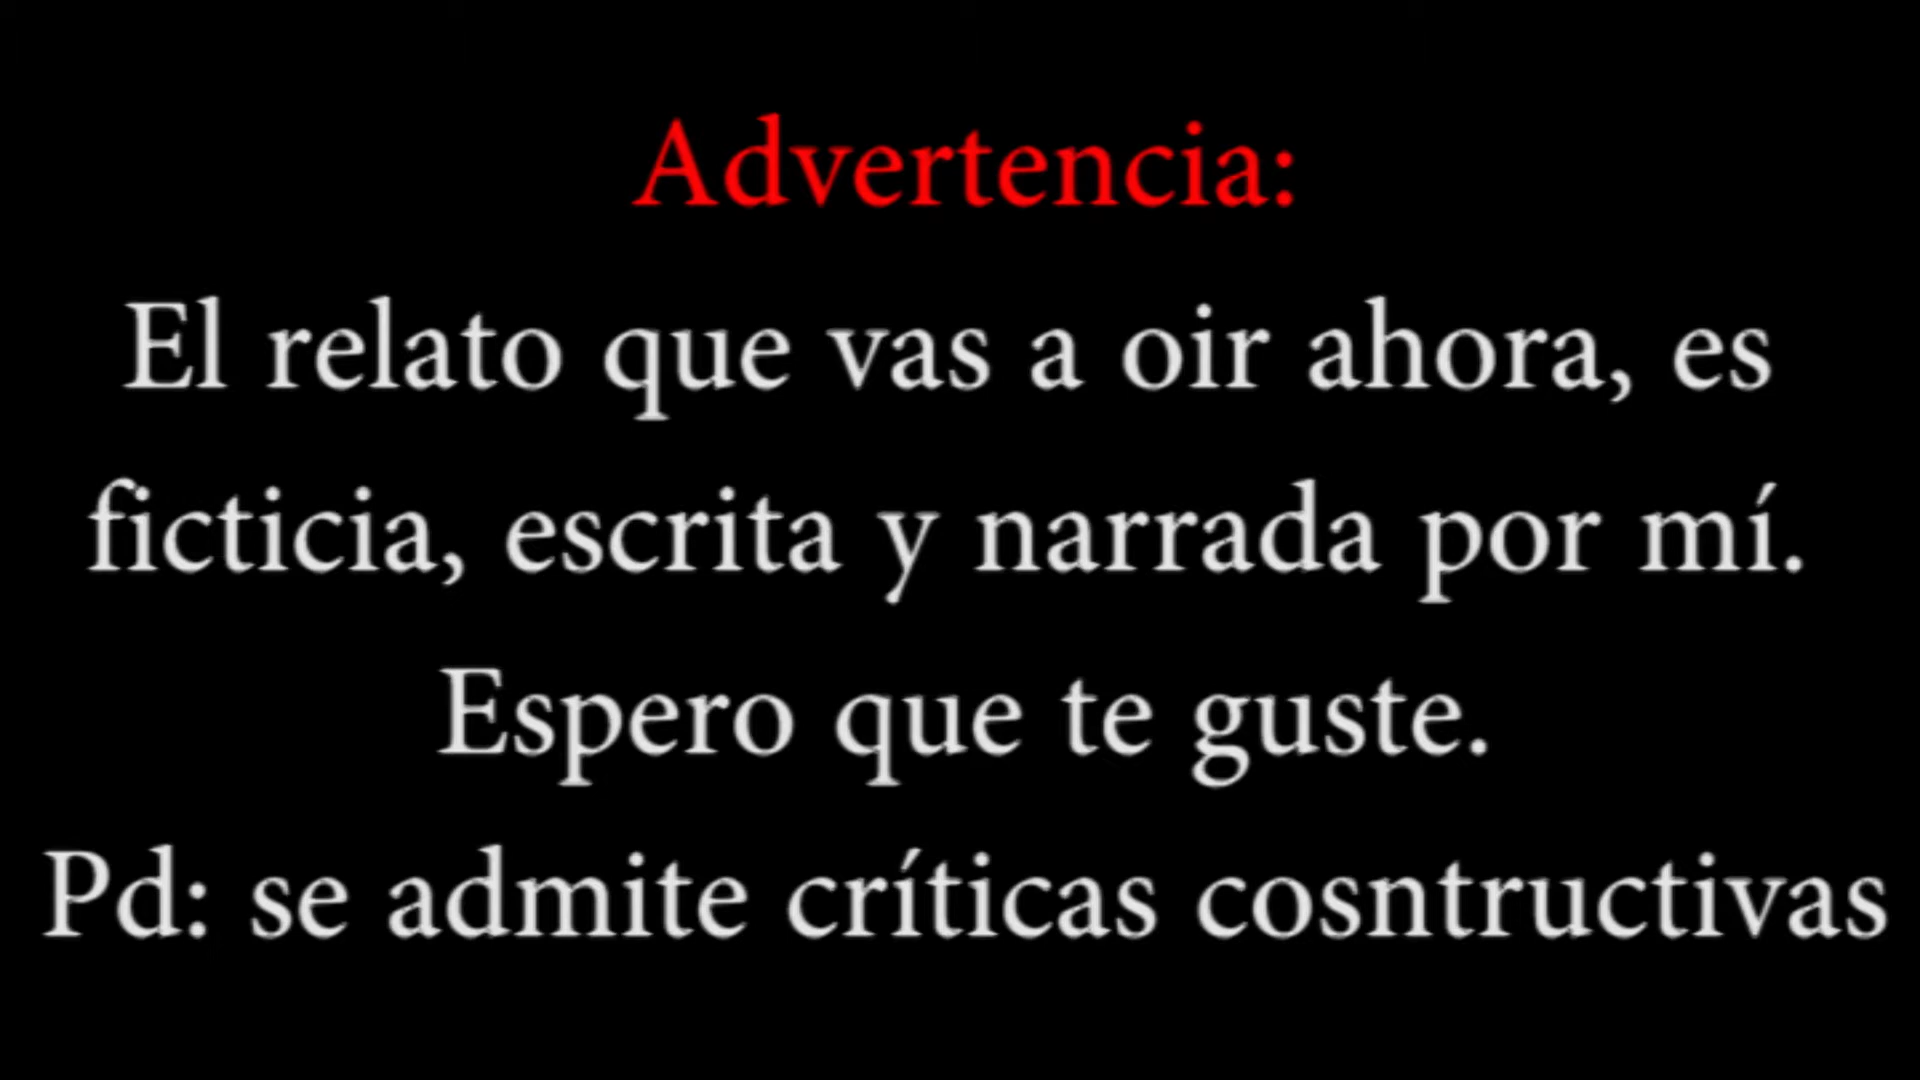 Advertencia:
El relato que vas a oir ahora, es
ficticia, escrita y narrada por mí.
Espero que te guste.
Pd: se admite críticas cosntructivas